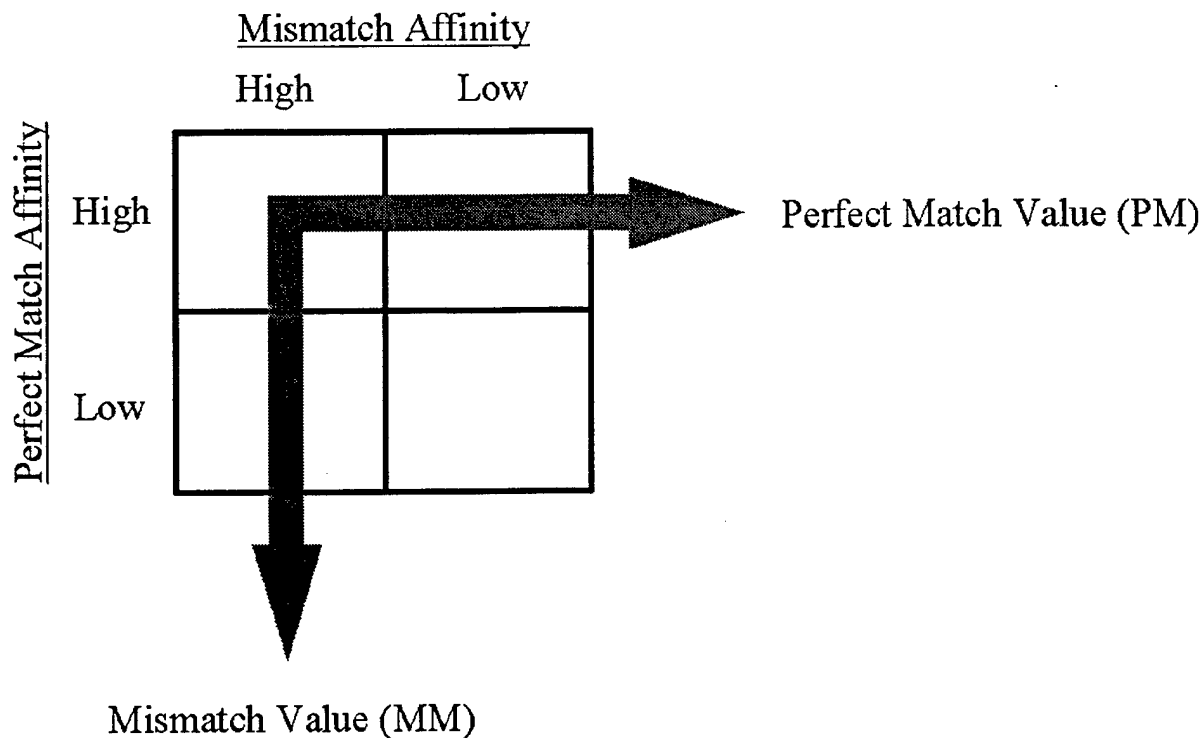 Mismatch Affinity
High Low
Perfect Match Affinity
High
Perfect Match Value (PM)
Low
Mismatch Value (MM)